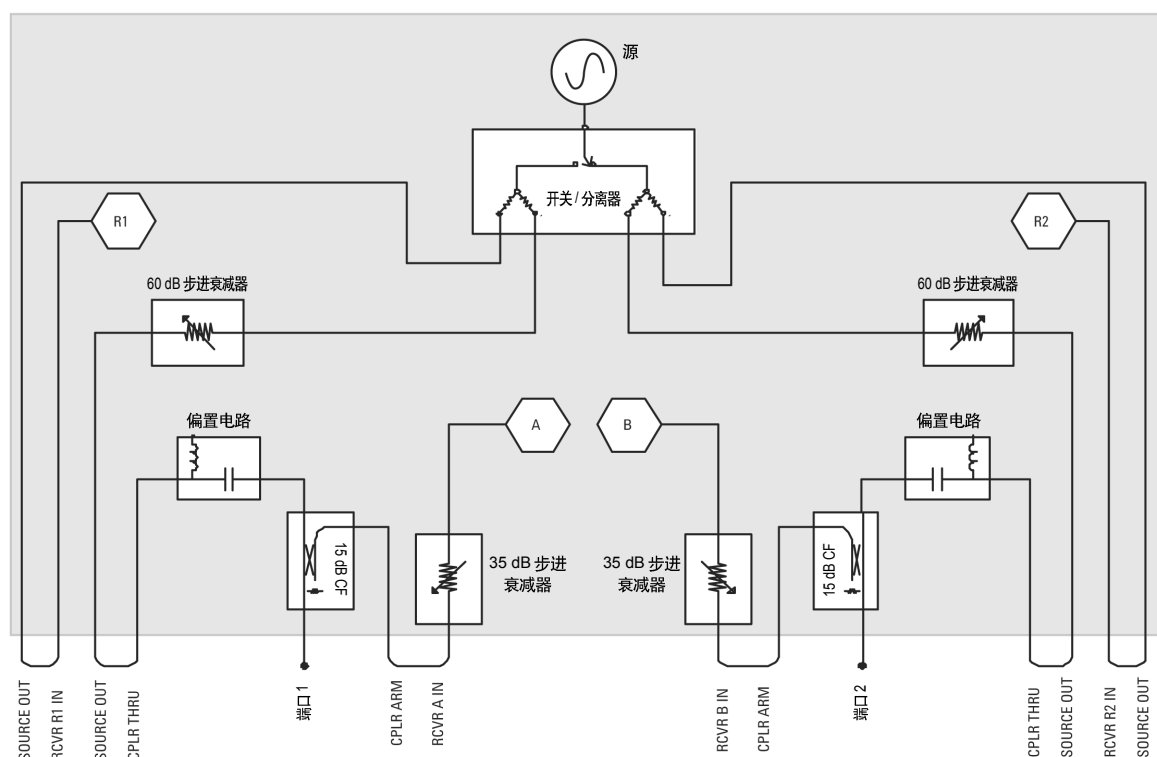 源
开关 / 分离器
R1
R2
60 dB 步进衰减器
60 dB 步进衰减器
偏置电路
A
B
偏置电路
15 dB CF
35 dB 步进
衰减器
35 dB 步进
衰减器
15 dB CF
SOURCE OUT
RCVR R1 IN
SOURCE OUT
CPLR THRU
端口 1
CPLR ARM
RCVR A IN
RCVR B IN
CPLR ARM
端口 2
CPLR THRU
SOURCE OUT
RCVR R2 IN
SOURCE OUT